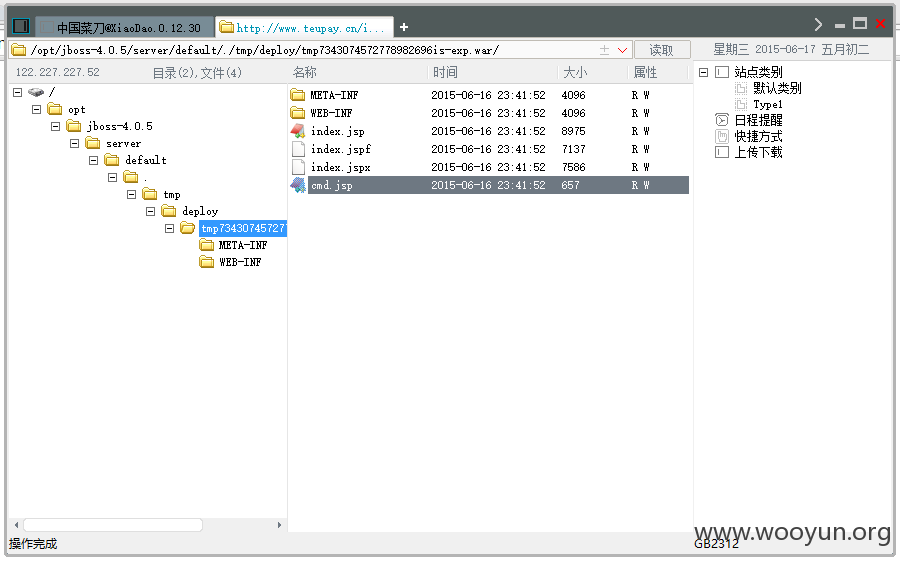 中国菜刀@XiaoDao.0.12.30
http://www.teupay.cn/i...
+
/opt/jboss-4.0.5/server/default/./tmp/deploy/tmp7343074572778982696is-exp.war/
读取
星期三 2015-06-17 五月初二
122.227.227.52
目录(2),文件(4)
名称 时间 大小 属性
/
opt
jboss-4.0.5
server
default
.
tmp
deploy
tmp73430745727
META-INF
WEB-INF
META-INF 2015-06-16 23:41:52 4096 R W
WEB-INF 2015-06-16 23:41:52 4096 R W
index.jsp 2015-06-16 23:41:52 8975 R W
index.jspf 2015-06-16 23:41:52 7137 R W
index.jspx 2015-06-16 23:41:52 7586 R W
cmd.jsp 2015-06-16 23:41:52 657 R W
站点类别
默认类别
Type1
日程提醒
快捷方式
上传下载
www.wooyun.org
操作完成
GB2312